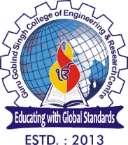 Guru Gobind Singh College of Engineering & Research Centre
ੴ
Educating with Global Standards
ESTD. : 2013